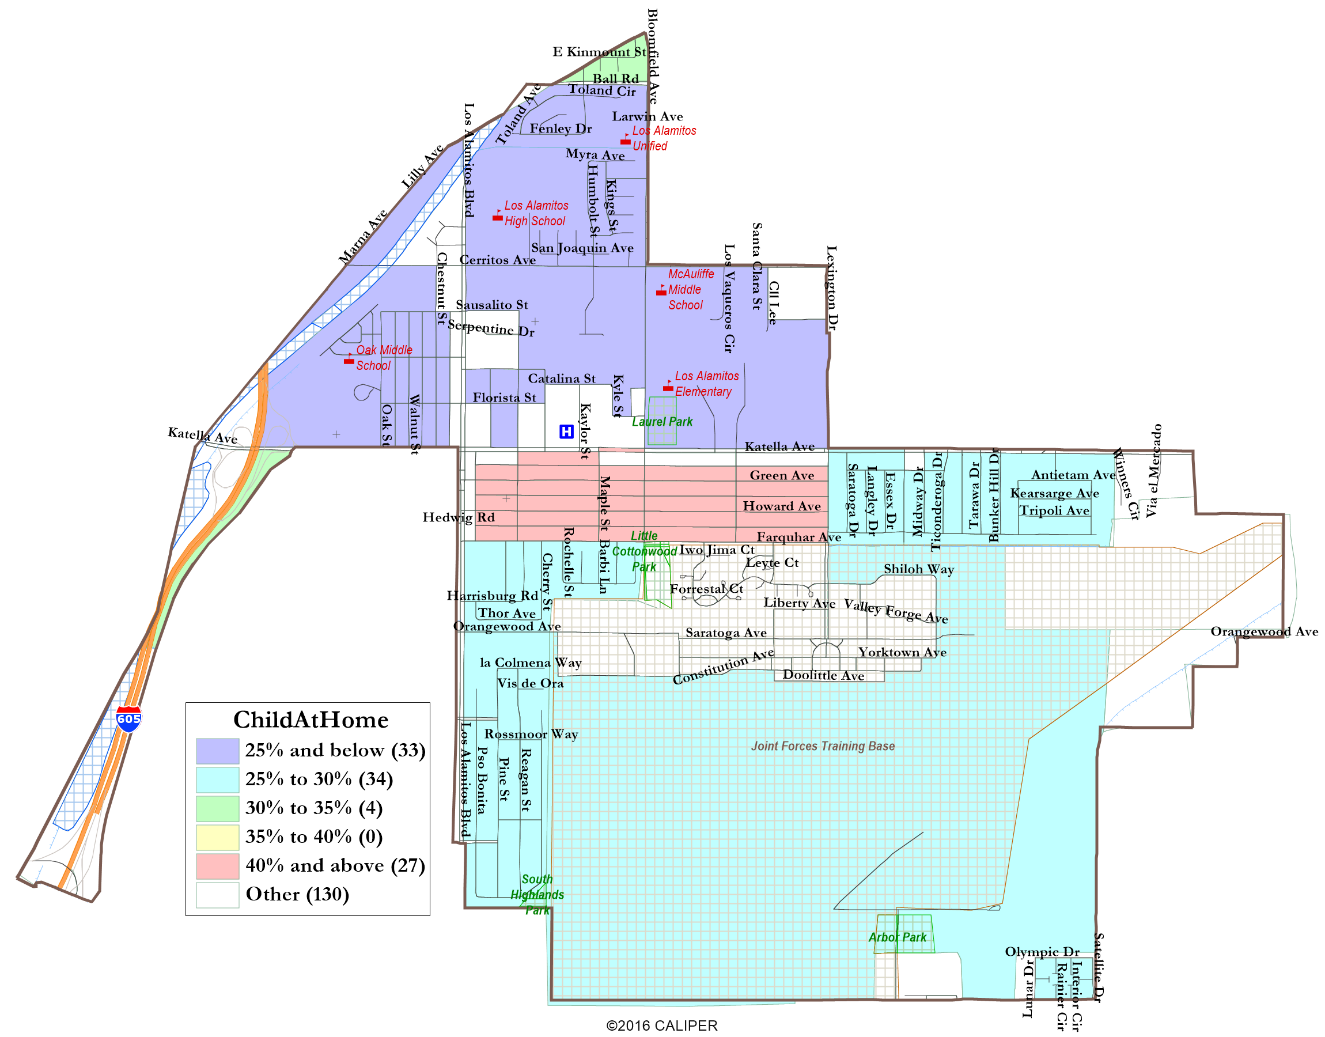 Bloomfield Ave
E Kinmount St
Ball Rd
Toland Cir
Toland Ave
Los Alamitos Blvd
Larwin Ave
Fenley Dr
Los Alamitos
Unified
Lilly Ave
Myra Ave
Humbolt St
Kings St
Los Alamitos
High School
Marna Ave
San Joaquin Ave
Cerritos Ave
Chestnut St
Santa Clara St
Los Vaqueros Cir
Lexington Dr
McAuliffe
Middle
School
Cll Lee
Sausalito St
Serpentine Dr
Oak Middle
School
Catalina St
Kyle St
Los Alamitos
Elementary
Florista St
Oak St
Walnut St
Kaylor St
H
Laurel Park
Katella Ave
Katella Ave
Green Ave
Howard Ave
Hedwig Rd
Maple St
Farquhar Ave
Saratoga Dr
Langley Dr
Essex Dr
Midway Dr
Ticonderoga Dr
Tarawa Dr
Bunker Hill Dr
Antietam Ave
Kearsarge Ave
Tripoli Ave
Winners Cir
Via el Mercado
Little
Cottonwood
Park
Iwo Jima Ct
Leyte Ct
Shiloh Way
Forrestal Ct
Rochelle St
Barbi Ln
Cherry St
Harrisburg Rd
Thor Ave
Liberty Ave
Valley Forge Ave
Orangewood Ave
Saratoga Ave
Orangewood Ave
Yorktown Ave
Constitution Ave
Doolittle Ave
la Colmena Way
Vis de Ora
Rossmoor Way
Los Alamitos Blvd
Pso Bonita
Pine St
Reagan St
Joint Forces Training Base
605
ChildAtHome
25% and below (33)
25% to 30% (34)
30% to 35% (4)
35% to 40% (0)
40% and above (27)
Other (130)
South
Highlands
Park
Arbor Park
Olympic Dr
Satellite Dr
Lunar Dr
Rainier Cir
Interior Cir
©2016 CALIPER